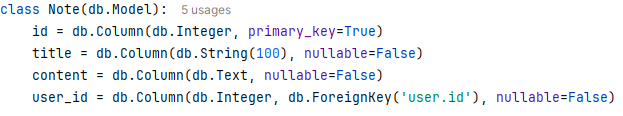 class Note(db.Model):  5 usages
    id = db.Column(db.Integer, primary_key=True)
    title = db.Column(db.String(100), nullable=False)
    content = db.Column(db.Text, nullable=False)
    user_id = db.Column(db.Integer, db.ForeignKey('user.id'), nullable=False)